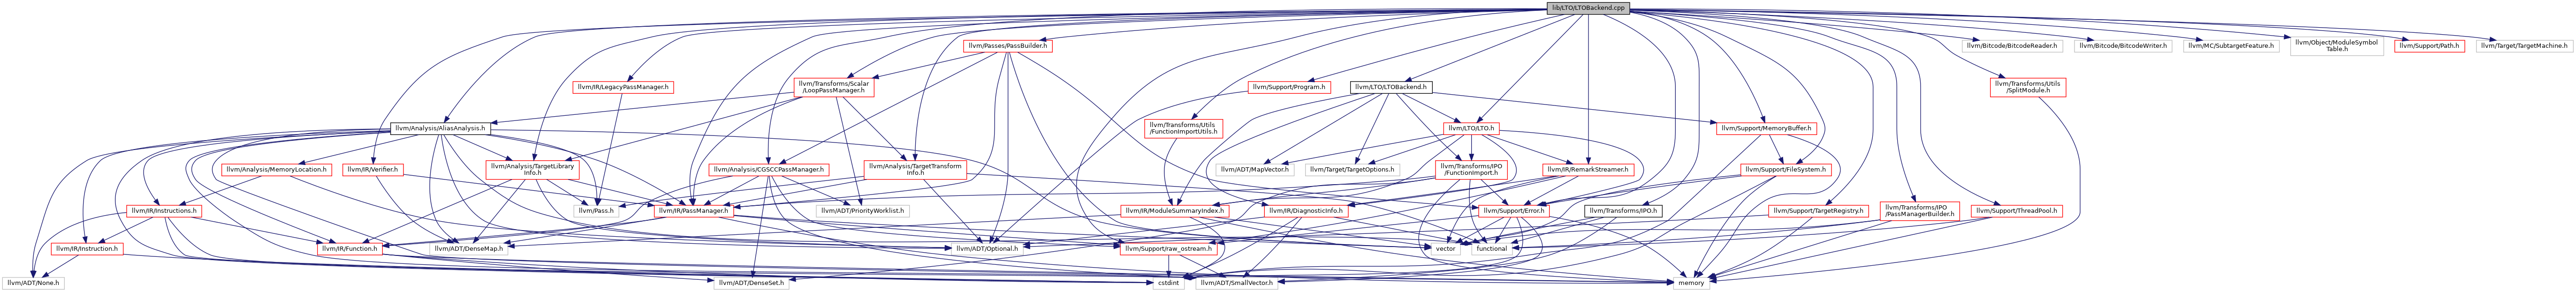 lib/LTO/LTOBackend.cpp
llvm/Passes/PassBuilder.h
llvm/Bitcode/BitcodeReader.h
llvm/Bitcode/BitcodeWriter.h
llvm/MC/SubtargetFeature.h
llvm/Object/ModuleSymbol
Table.h
llvm/Support/Path.h
llvm/Target/TargetMachine.h
llvm/IR/LegacyPassManager.h
llvm/Transforms/Scalar
/LoopPassManager.h
llvm/Support/Program.h
llvm/LTO/LTOBackend.h
llvm/Transforms/Utils
/SplitModule.h
llvm/Analysis/AliasAnalysis.h
llvm/Transforms/Utils
/FunctionImportUtils.h
llvm/LTO/LTO.h
llvm/Support/MemoryBuffer.h
llvm/Analysis/MemoryLocation.h
llvm/IR/Verifier.h
llvm/Analysis/TargetLibrary
Info.h
llvm/Analysis/CGSCCPassManager.h
llvm/Analysis/TargetTransform
Info.h
llvm/ADT/MapVector.h
llvm/Target/TargetOptions.h
llvm/Transforms/IPO
/FunctionImport.h
llvm/IR/RemarkStreamer.h
llvm/Support/FileSystem.h
llvm/IR/Instructions.h
llvm/Pass.h
llvm/IR/PassManager.h
llvm/ADT/PriorityWorklist.h
llvm/IR/ModuleSummaryIndex.h
llvm/IR/DiagnosticInfo.h
llvm/Support/Error.h
llvm/Transforms/IPO.h
llvm/Support/TargetRegistry.h
llvm/Transforms/IPO
/PassManagerBuilder.h
llvm/Support/ThreadPool.h
llvm/IR/Instruction.h
llvm/IR/Function.h
llvm/ADT/DenseMap.h
llvm/ADT/Optional.h
llvm/Support/raw_ostream.h
vector
functional
llvm/ADT/None.h
llvm/ADT/DenseSet.h
cstdint
llvm/ADT/SmallVector.h
memory